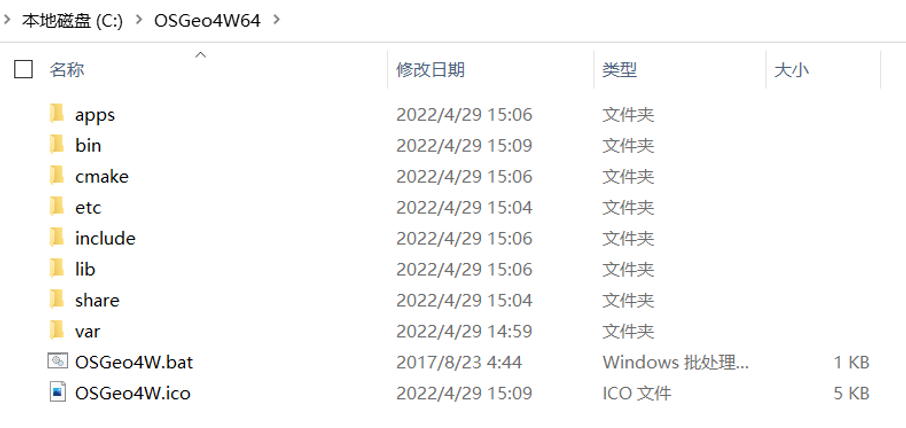 本地磁盘 (C:) OSGeo4W64
名称 修改日期 类型 大小
apps 2022/4/29 15:06 文件夹
bin 2022/4/29 15:09 文件夹
cmake 2022/4/29 15:06 文件夹
etc 2022/4/29 15:04 文件夹
include 2022/4/29 15:06 文件夹
lib 2022/4/29 15:06 文件夹
share 2022/4/29 15:04 文件夹
var 2022/4/29 14:59 文件夹
OSGeo4W.bat 2017/8/23 4:44 Windows 批处理... 1 KB
OSGeo4W.ico 2022/4/29 15:09 ICO 文件 5 KB